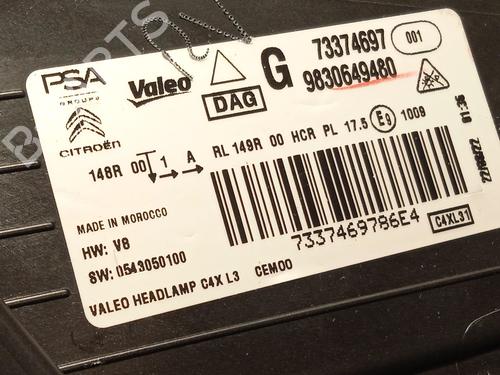 PSA
GROUPE
CITROËN
Valeo
DAG
G
73374697
001
9830649480
148R 00 1 A
RL 149R 00 HCR PL 17.5 E9 1009
MADE IN MOROCCO
HW: V8
SW: 0543050100
7337469786E4
C4XL31
VALEO HEADLAMP C4X L3 CEM00